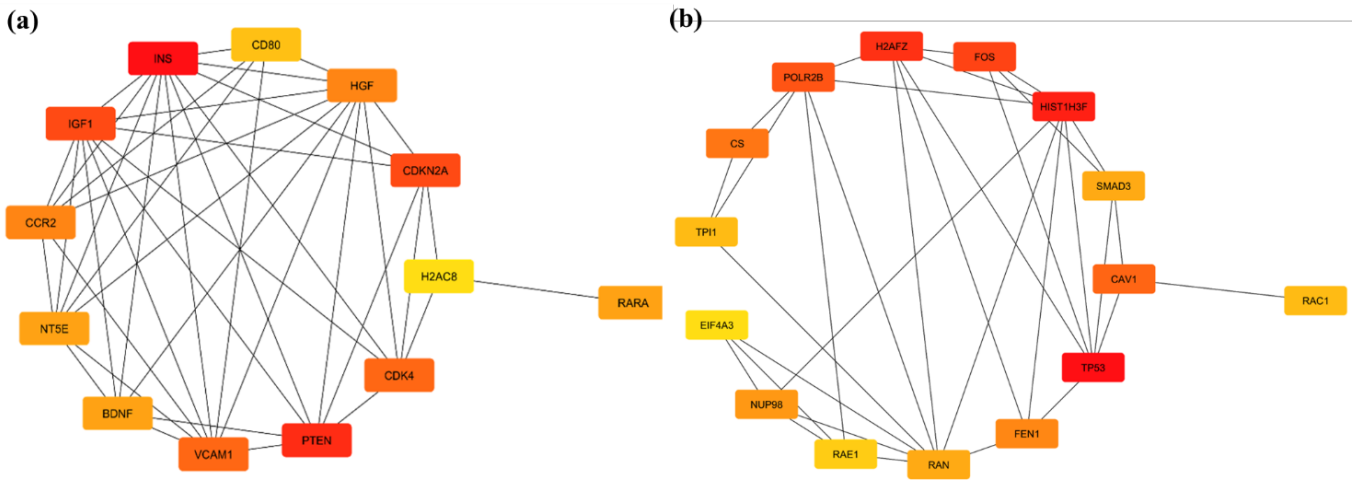 (a)
CD80
INS
HGF
IGF1
CDKN2A
CCR2
H2AC8
RARA
NT5E
CDK4
BDNF
PTEN
VCAM1
(b)
H2AFZ
FOS
POLR2B
HIST1H3F
CS
SMAD3
TPI1
CAV1
RAC1
EIF4A3
TP53
NUP98
FEN1
RAE1
RAN